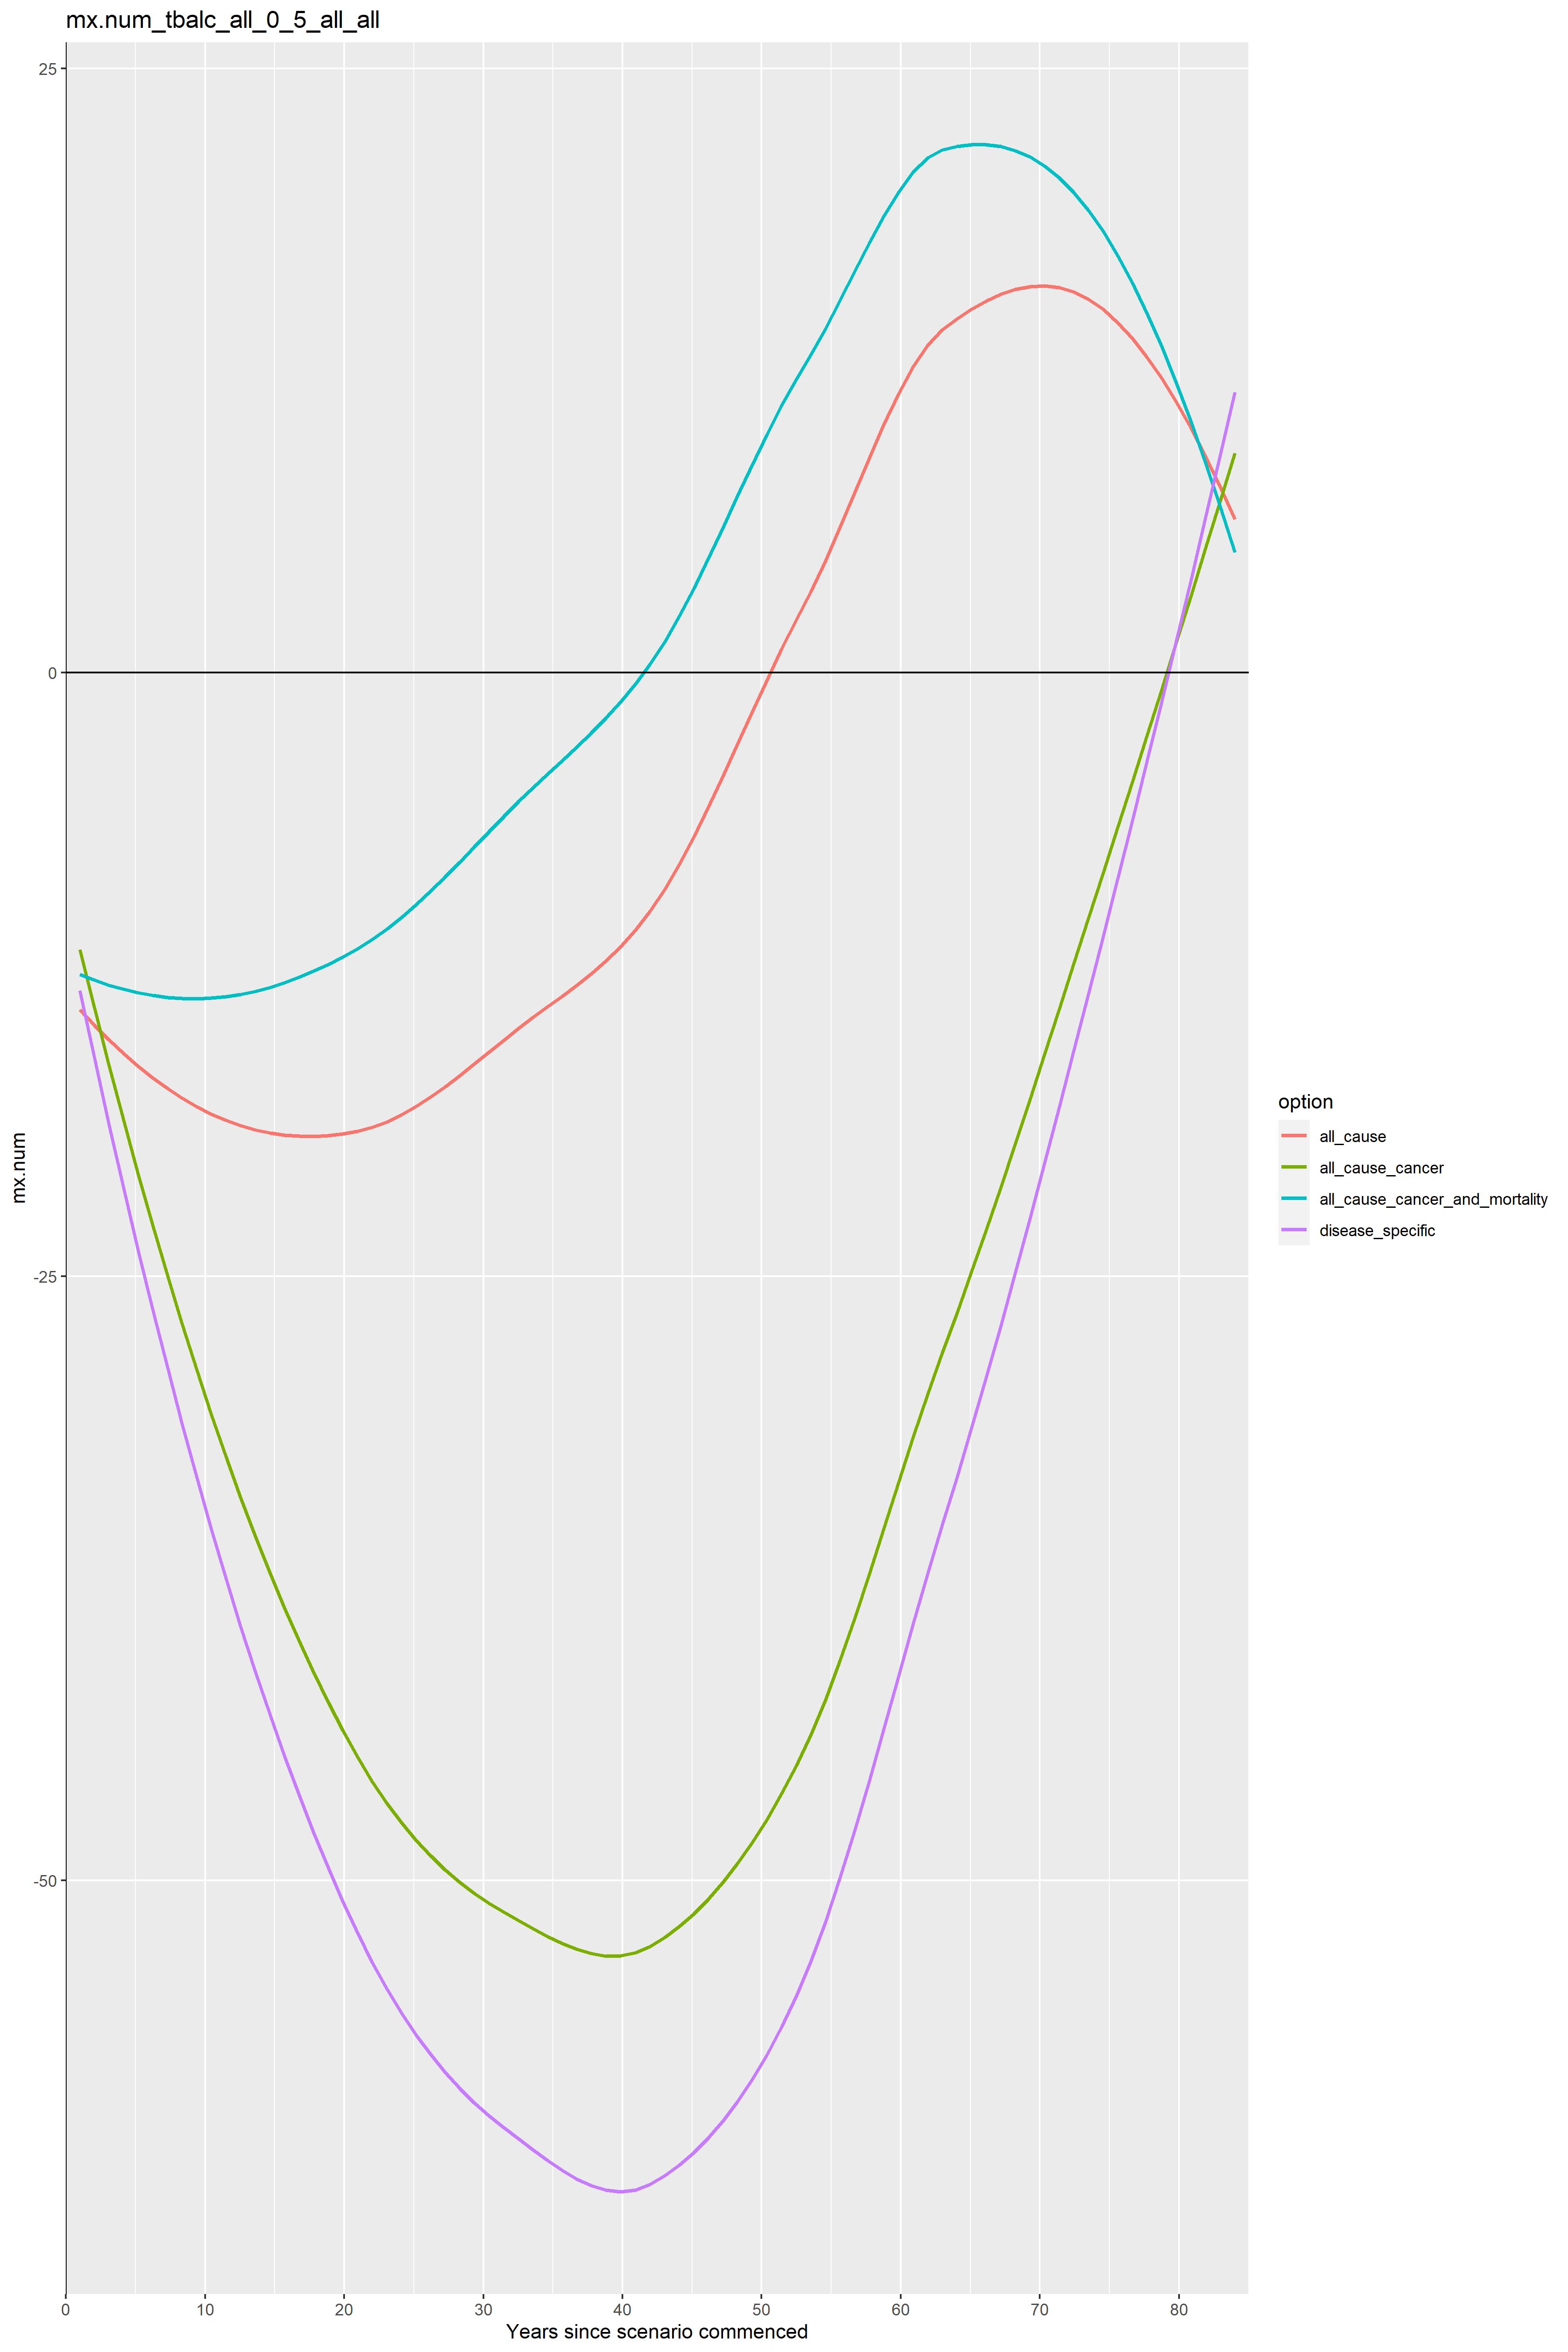 mx.num_tbalc_all_0_5_all_all
25
0
-25
-50
mx.num
0 10 20 30 40 50 60 70 80
Years since scenario commenced
option
all_cause
all_cause_cancer
all_cause_cancer_and_mortality
disease_specific